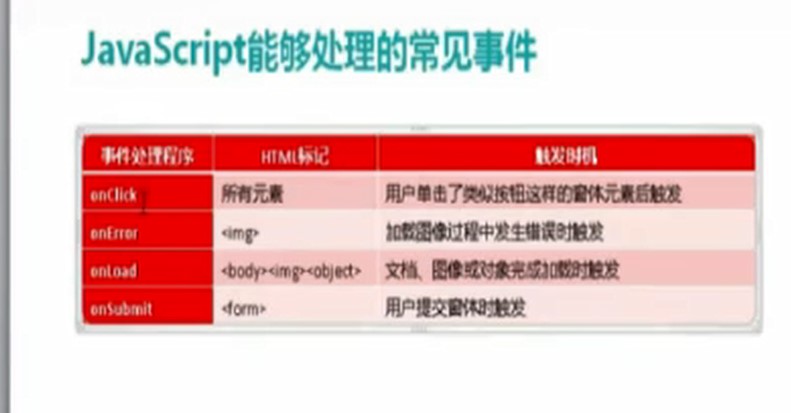 JavaScript能够处理的常见事件
事件处理程序 HTML标记 触发时机
onClick 所有元素 用户单击了类似按钮这样的窗体元素后触发
onError <img> 加载图像过程中发生错误时触发
onLoad <body><img><object> 文档、图像或对象完成加载时触发
onSubmit <form> 用户提交窗体时触发